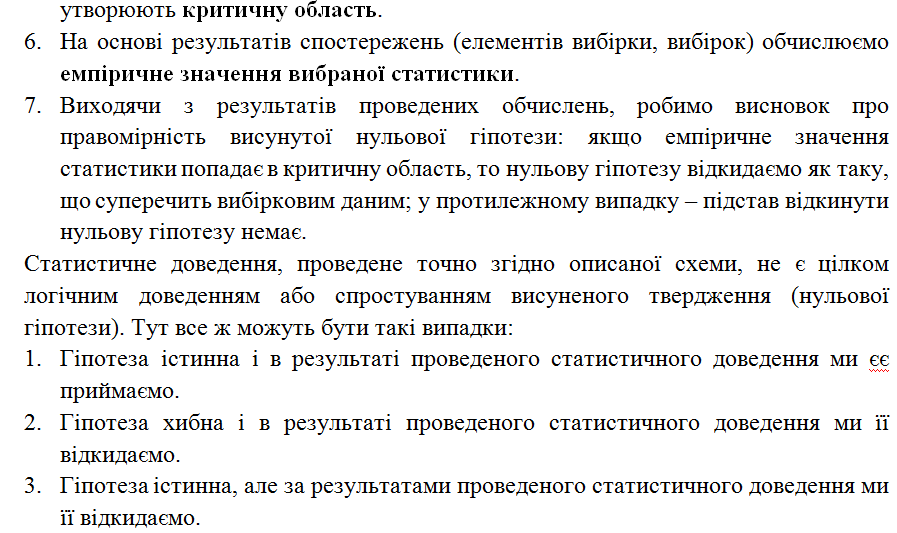 утворюють критичну область.
6. На основі результатів спостережень (елементів вибірки, вибірок) обчислюємо
емпіричне значення вибраної статистики.
7. Виходячи з результатів проведених обчислень, робимо висновок про
правомірність висунутої нульової гіпотези: якщо емпіричне значення
статистики попадає в критичну область, то нульову гіпотезу відкидаємо як таку,
що суперечить вибірковим даним; у протилежному випадку – підстав відкинути
нульову гіпотезу немає.
Статистичне доведення, проведене точно згідно описаної схеми, не є цілком
логічним доведенням або спростуванням висуненого твердження (нульової
гіпотези). Тут все ж можуть бути такі випадки:
1. Гіпотеза істинна і в результаті проведеного статистичного доведення ми єє
приймаємо.
2. Гіпотеза хибна і в результаті проведеного статистичного доведення ми її
відкидаємо.
3. Гіпотеза істинна, але за результатами проведеного статистичного доведення ми
її відкидаємо.